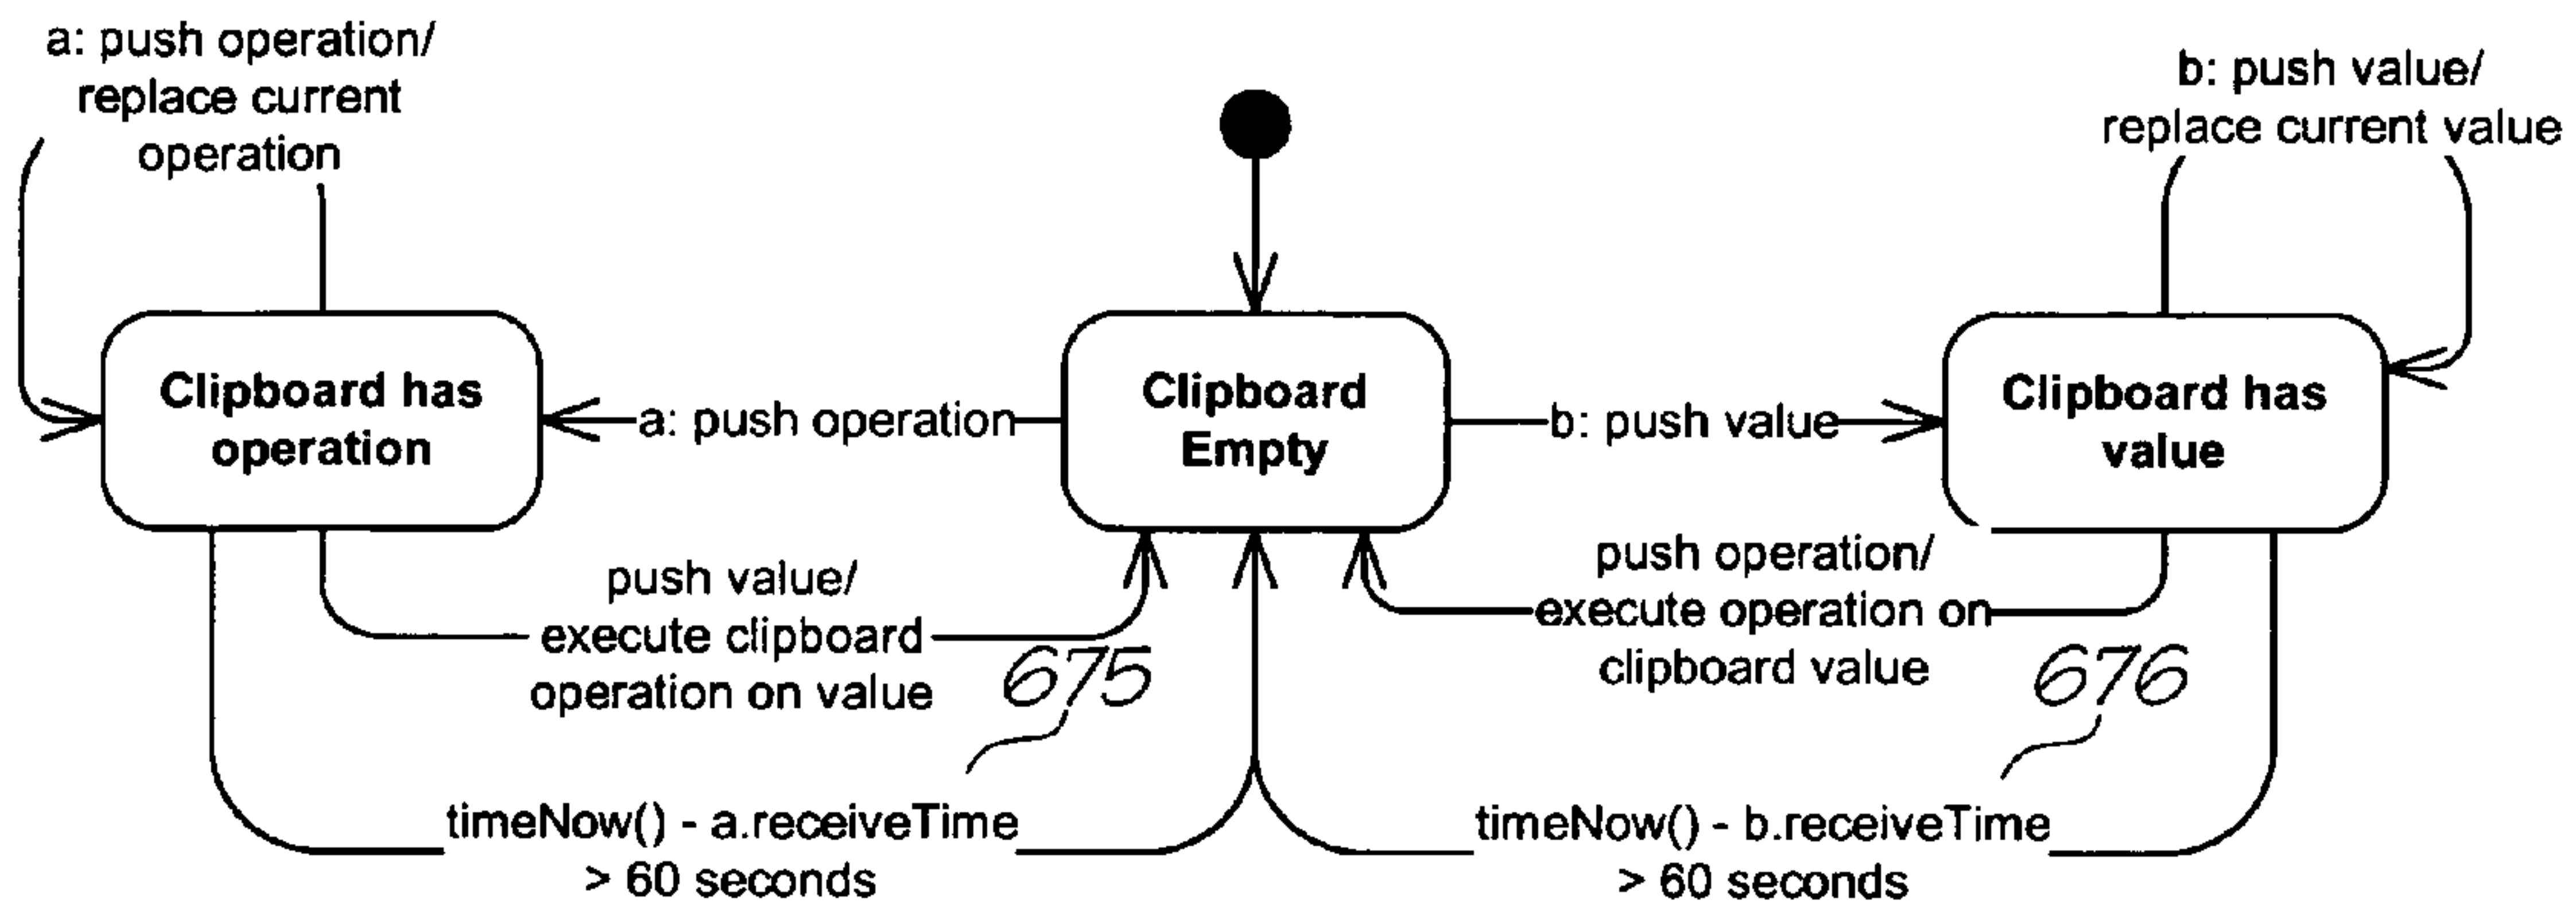 a: push operation/
replace current
operation
b: push value/
replace current value
Clipboard has
operation
a: push operation
Clipboard
Empty
b: push value
Clipboard has
value
push value/
execute clipboard
operation on value
675
push operation/
execute operation on
clipboard value
676
timeNow() - a.receiveTime
> 60 seconds
timeNow() - b.receiveTime
> 60 seconds